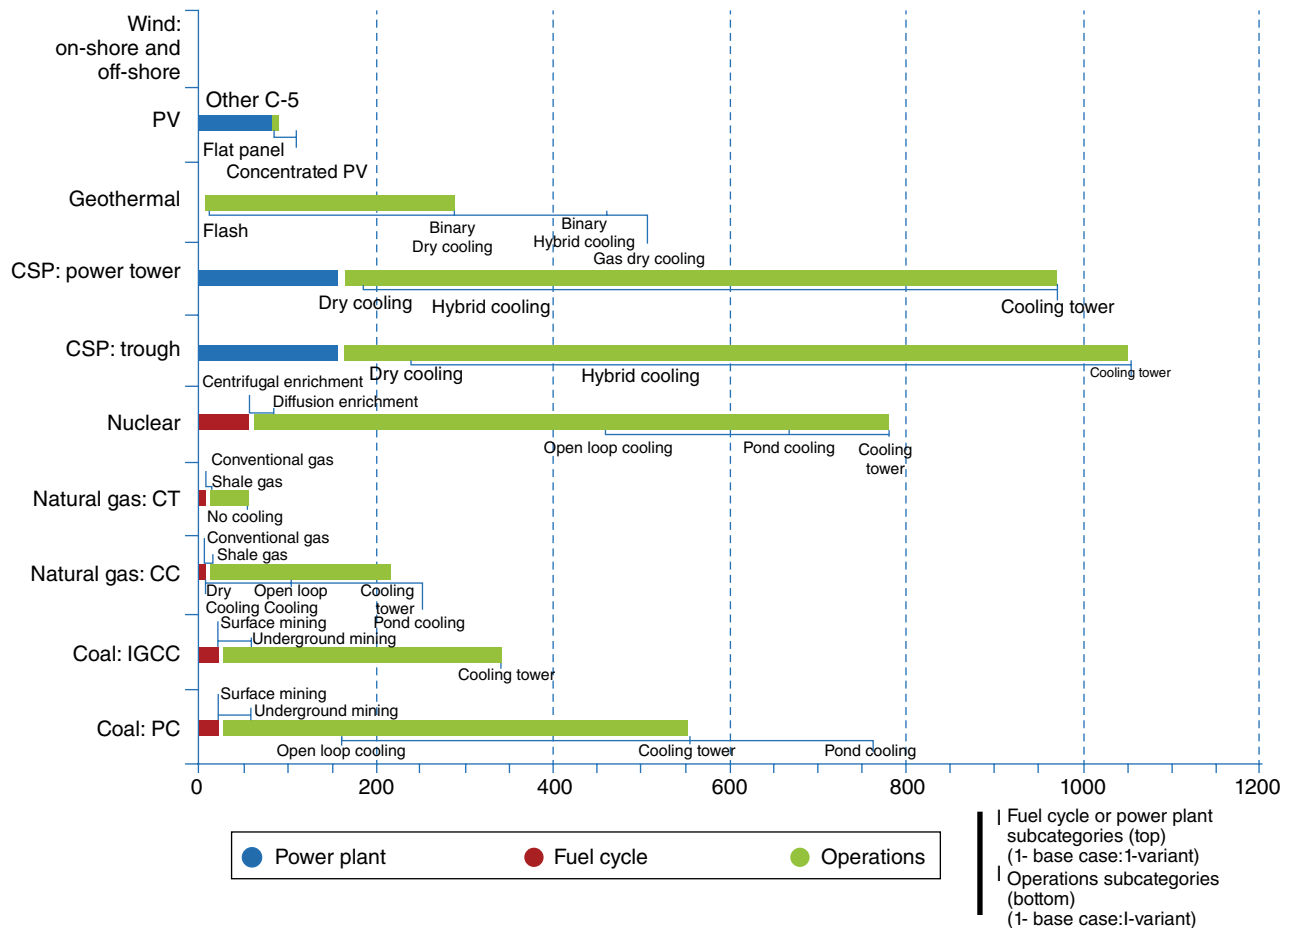 Wind:
on-shore and
off-shore
PV
Other C-5
Flat panel
Concentrated PV
Geothermal
Flash
Binary
Dry cooling
Binary
Hybrid cooling
Gas dry cooling
CSP: power tower
Dry cooling
Hybrid cooling
Cooling tower
CSP: trough
Dry cooling
Hybrid cooling
Cooling tower
Centrifugal enrichment
Diffusion enrichment
Nuclear
Open loop cooling
Pond cooling
Cooling
tower
Conventional gas
Shale gas
Natural gas: CT
No cooling
Conventional gas
Shale gas
Natural gas: CC
Dry
Open loop
Cooling
Cooling Cooling
tower
Pond cooling
Surface mining
Underground mining
Coal: IGCC
Cooling tower
Surface mining
Underground mining
Coal: PC
Open loop cooling
Cooling tower
Pond cooling
0 200 400 600 800 1000 1200
Power plant
Fuel cycle
Operations
Fuel cycle or power plant
subcategories (top)
(1- base case:1-variant)
Operations subcategories
(bottom)
(1- base case:I-variant)